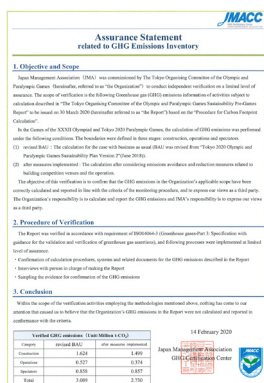 JMACC
Assurance Statement
related to GHG Emissions Inventory
1. Objective and Scope
Japan Management Association (JMA) was commissioned by The Tokyo Organising Committee of the Olympic and
Paralympic Games (hereinafter, referred to as "the Organization") to conduct independent verification on a limited level of
assurance. The scope of verification is the following Greenhouse gas (GHG) emissions information of activities subject to
calculation described in "The Tokyo Organising Committee of the Olympic and Paralympic Games Sustainability Pre-Games
Report" to be issued on 30 March 2020 (hereinafter referred to as "the Report") based on the "Procedure for Carbon Footprint
Calculation".
In the Games of the XXXII Olympiad and Tokyo 2020 Paralympic Games, the calculation of GHG emissions was performed
under the following conditions. The boundaries were defined in three stages: construction, operations and spectators.
(1) revised BAU : The calculation for the case with business as usual (BAU) was revised from "Tokyo 2020 Olympic and
Paralympic Games Sustainability Plan Version 2"(June 2018).
(2) after measures implemented : The calculation after considering emissions avoidance and reduction measures related to
building competition venues and the operation.
The objective of this verification is to confirm that the GHG emissions in the Organization's applicable scope have been
correctly calculated and reported in line with the criteria of the monitoring procedure, and to express our views as a third party.
The Organization's responsibility is to calculate and report the GHG emissions and JMA's responsibility is to express our views
as a third party.
2. Procedure of Verification
The Report was verified in accordance with requirement of ISO14064-3 (Greenhouse gases-Part 3: Specification with
guidance for the validation and verification of greenhouse gas assertions), and following processes were implemented at limited
level of assurance.
・Confirmation of calculation procedures, systems and related documents for the GHG emissions described in the Report
・Interviews with person in charge of making the Report
・Sampling the evidence for confirmation of the GHG emissions
3. Conclusion
Within the scope of the verification activities employing the methodologies mentioned above, nothing has come to our
attention that caused us to believe that the Organization's GHG emissions in the Report were not calculated and reported in
conformance with the criteria.
Verified GHG emissions (Unit:Million t-CO₂)
Category revised BAU after measures implemented
Construction 1.624 1.499
Operations 0.527 0.374
Spectators 0.858 0.857
Total 3.009 2.730
14 February 2020
Japan Management Association
GHG Certification Center
JMACC